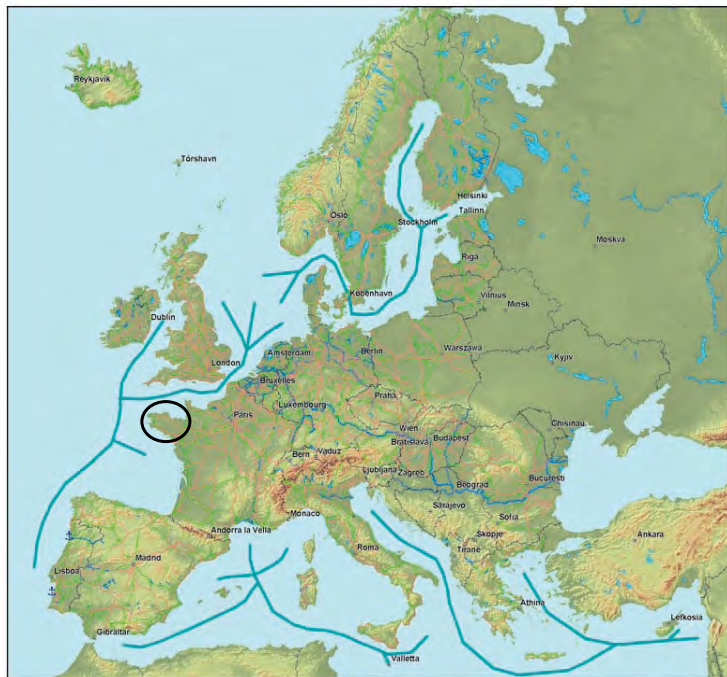 Reykjavik
Tórshavn
Helsinki
Oslo
Stockholm
Tallinn
Moskva
Riga
København
Dublin
Vilnius
Minsk
London
Amsterdam
Berlin
Warszawa
Kyjiv
Bruxelles
Praha
Luxembourg
Paris
Wien
Chisinau
Bratislava
Budapest
Bern
Vaduz
Ljubljana
Zagreb
Beograd
Bucuresti
Monaco
Sarajevo
Andorra la Vella
Sofia
Skopje
Roma
Tiranë
Ankara
Madrid
Lisboa
Athina
Lefkosia
Gibraltar
Valletta